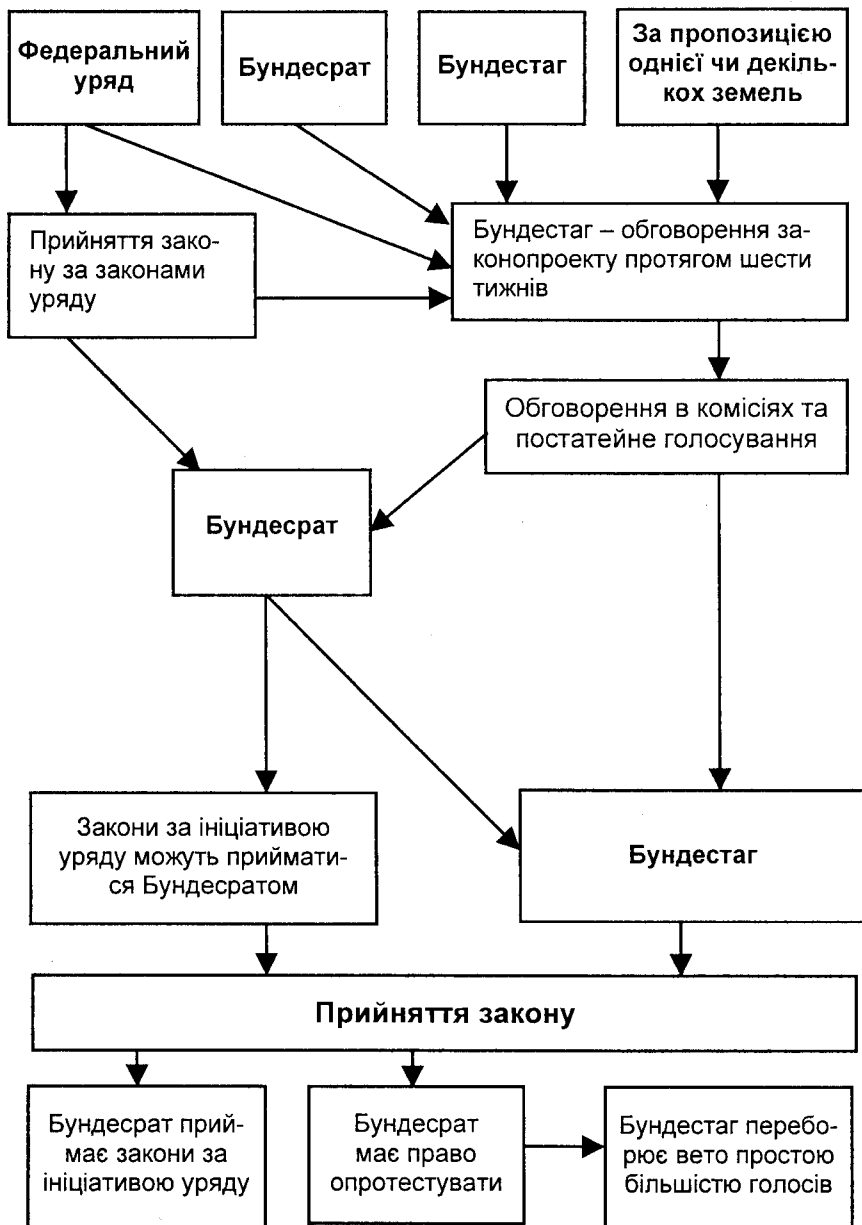 Федеральний
уряд
Бундесрат
Бундестаг
За пропозицією
однієї чи декіль-
кох земель
Прийняття зако-
ну за законами
уряду
Бундестаг – обговорення за-
конопроекту протягом шести
тижнів
Обговорення в комісіях та
постатейне голосування
Бундесрат
Закони за ініціативою
уряду можуть приймати-
ся Бундесратом
Бундестаг
Прийняття закону
Бундесрат прий-
має закони за
ініціативою уряду
Бундесрат
має право
опротестувати
Бундестаг перебо-
рює вето простою
більшістю голосів